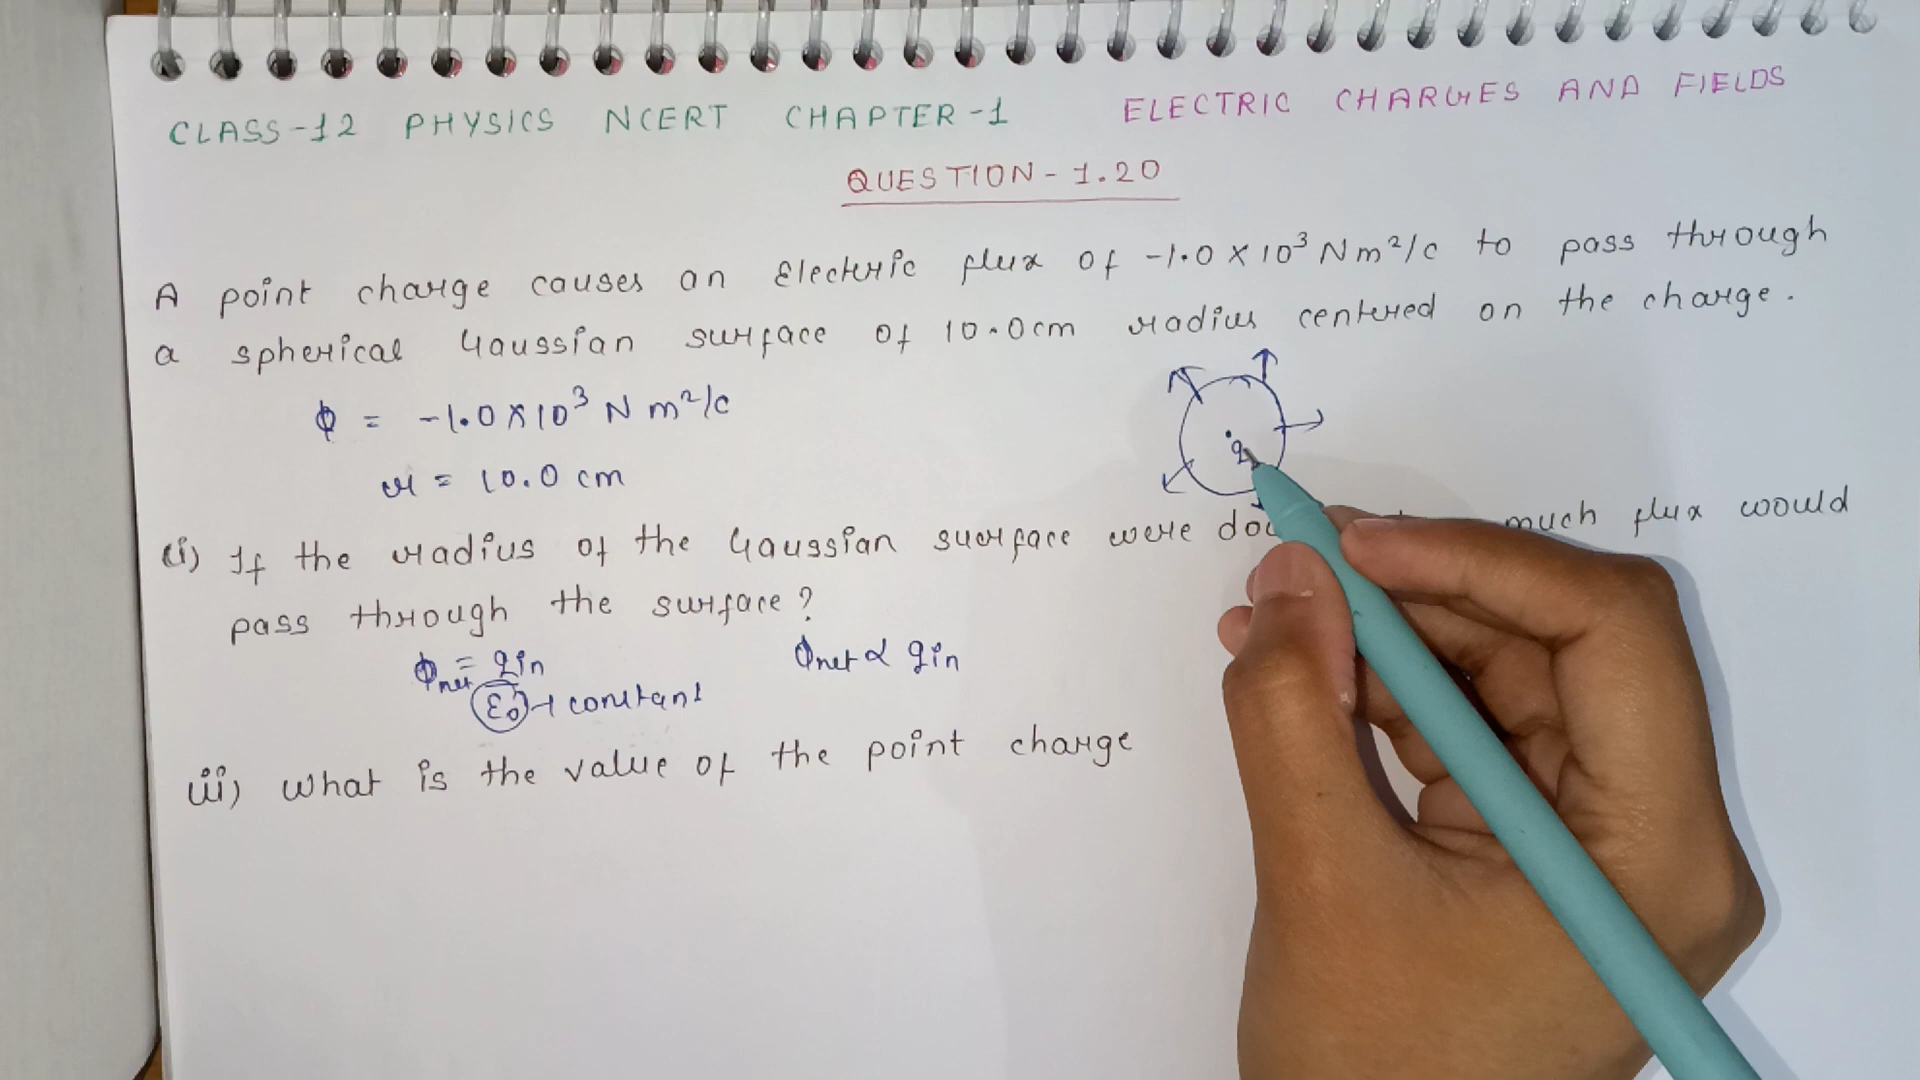 CLASS-12 PHYSICS NCERT CHAPTER-1 ELECTRIC CHARGES AND FIELDS
QUESTION-1.20
A point charge causes an Electric flux of -1.0 × 10³ Nm²/c to pass through
a spherical Gaussian surface of 10.0cm radius centered on the charge.
ϕ = -1.0×10³ N m²/c
r = 10.0 cm
q
(i) If the radius of the Gaussian surface were much flux would
pass through the surface?
ϕnet = qin ϕnet ∝ qin
ε₀ → constant
ii) what is the value of the point charge